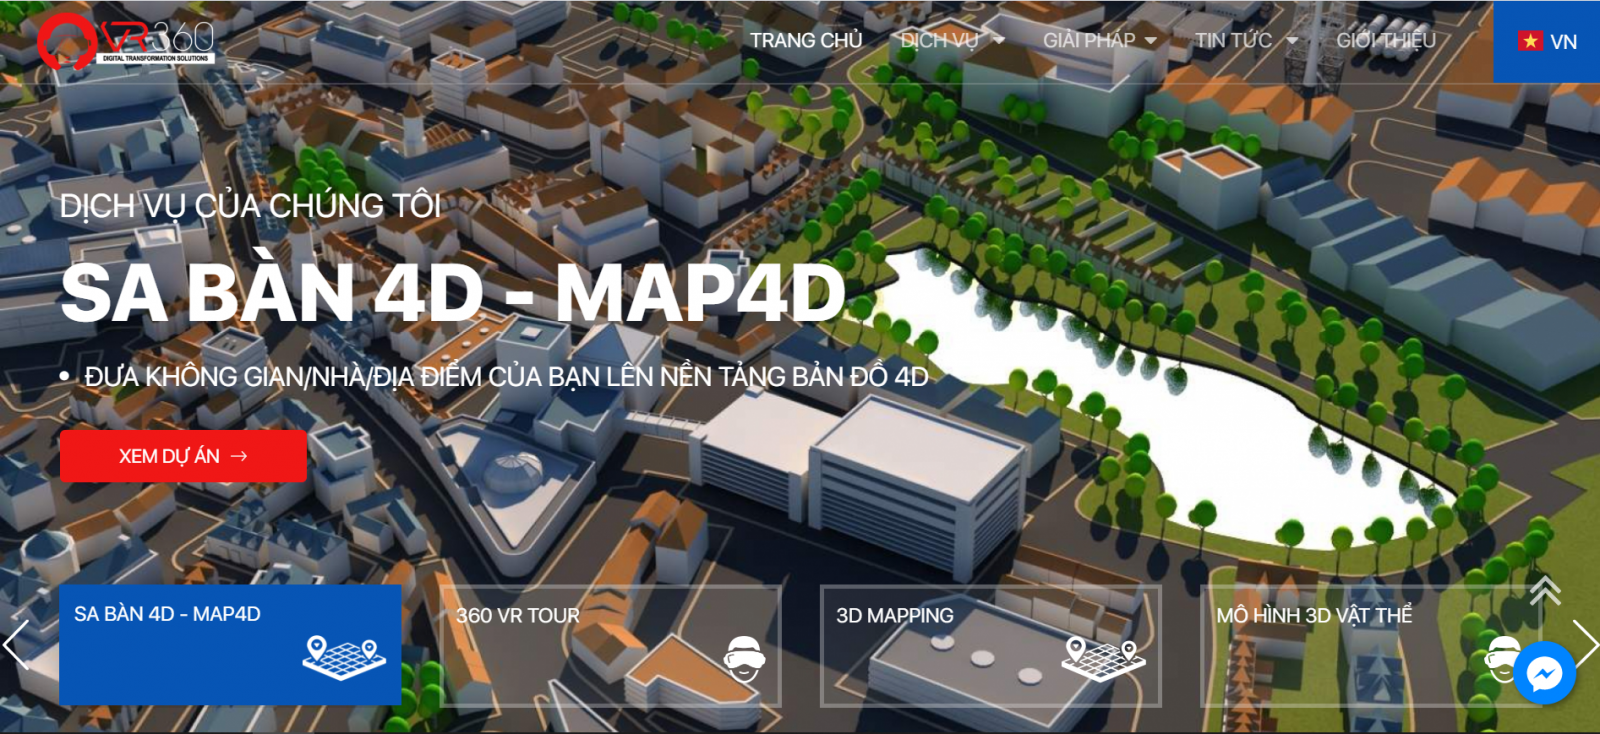 VR360
DIGITAL TRANSFORMATION SOLUTIONS
TRANG CHỦ
DỊCH VỤ
GIẢI PHÁP
TIN TỨC
GIỚI THIỆU
VN
DỊCH VỤ CỦA CHÚNG TÔI
SA BÀN 4D - MAP4D
• ĐƯA KHÔNG GIAN/NHÀ/ĐỊA ĐIỂM CỦA BẠN LÊN NỀN TẢNG BẢN ĐỒ 4D
XEM DỰ ÁN →
SA BÀN 4D - MAP4D
360 VR TOUR
3D MAPPING
MÔ HÌNH 3D VẬT THỂ